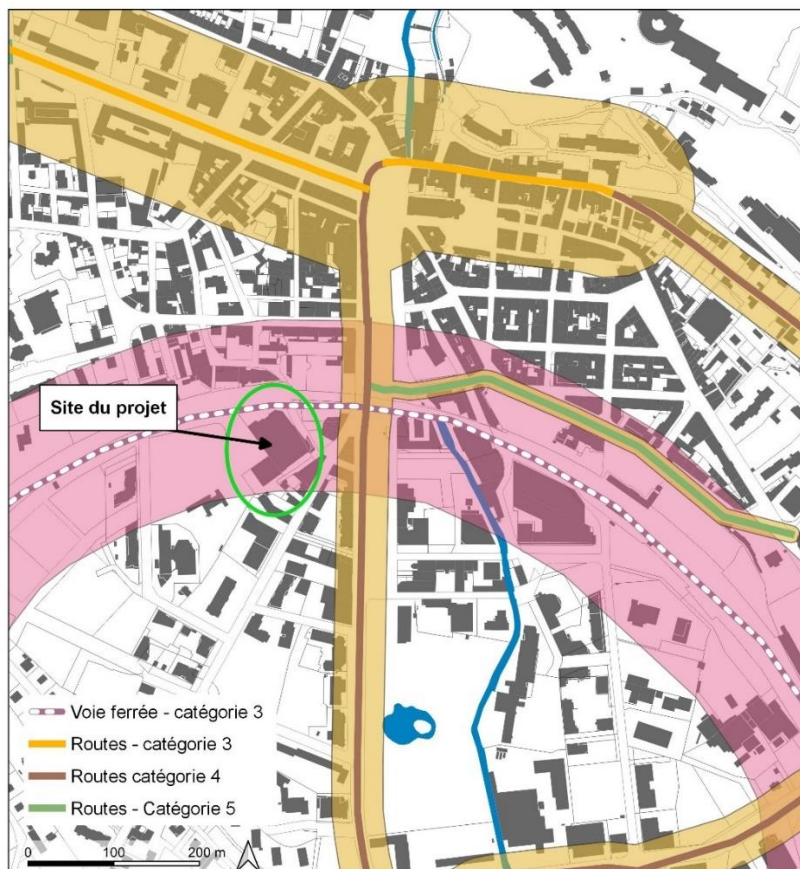 Site du projet
Voie ferrée - catégorie 3
Routes - catégorie 3
Routes catégorie 4
Routes - Catégorie 5
0 100 200 m